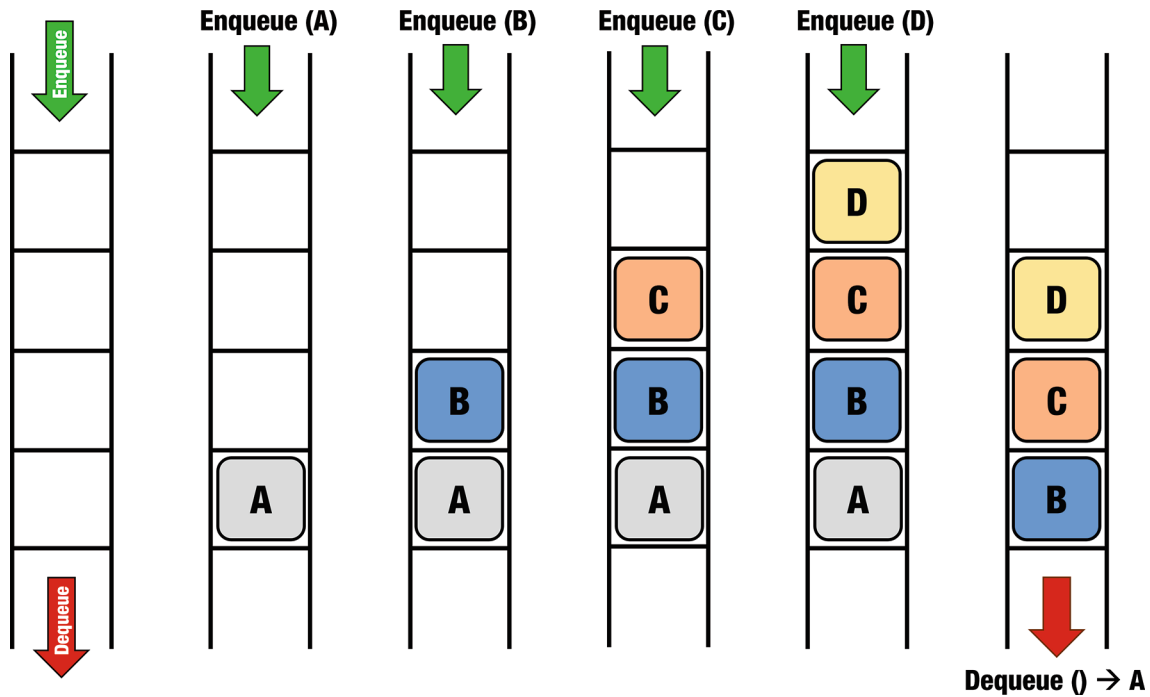 Enqueue (A)
Enqueue (B)
Enqueue (C)
Enqueue (D)
Enqueue
D
C
C
D
B
B
B
C
A
A
A
A
B
Dequeue
Dequeue () → A